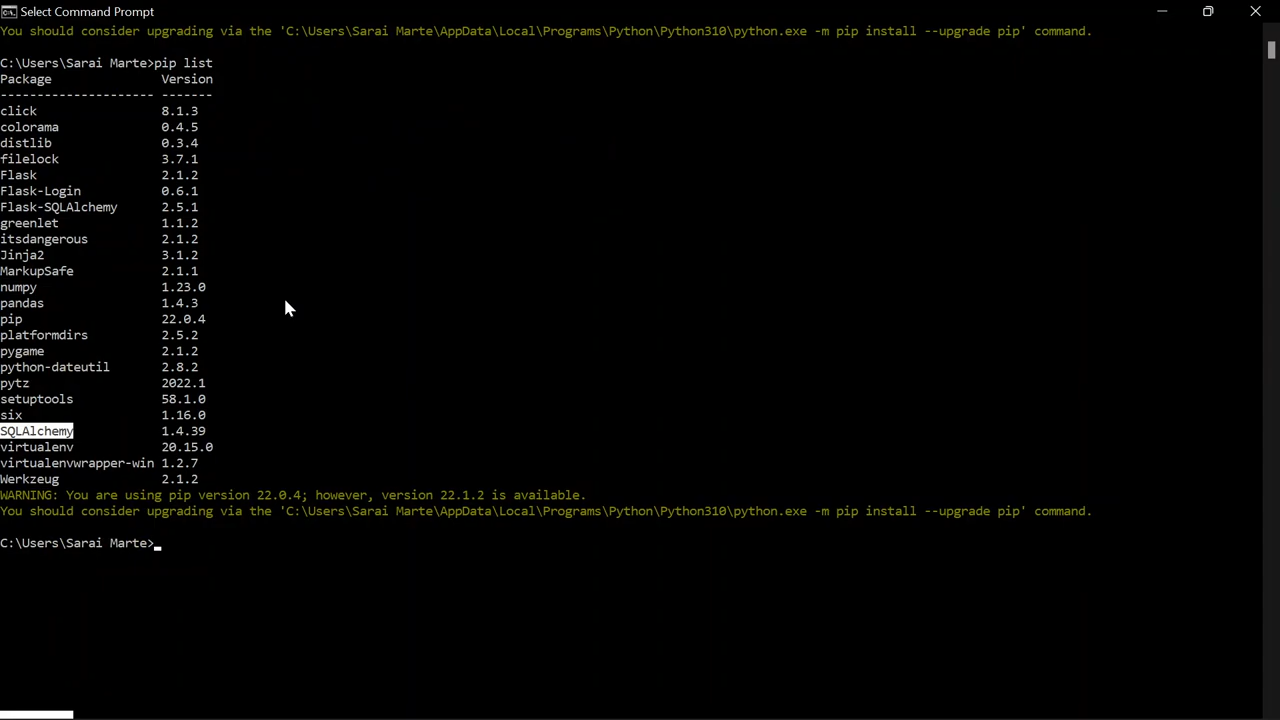 Select Command Prompt
You should consider upgrading via the 'C:\Users\Sarai Marte\AppData\Local\Programs\Python\Python310\python.exe -m pip install --upgrade pip' command.
C:\Users\Sarai Marte>pip list
Package Version
--------------------- -------
click 8.1.3
colorama 0.4.5
distlib 0.3.4
filelock 3.7.1
Flask 2.1.2
Flask-Login 0.6.1
Flask-SQLAlchemy 2.5.1
greenlet 1.1.2
itsdangerous 2.1.2
Jinja2 3.1.2
MarkupSafe 2.1.1
numpy 1.23.0
pandas 1.4.3
pip 22.0.4
platformdirs 2.5.2
pygame 2.1.2
python-dateutil 2.8.2
pytz 2022.1
setuptools 58.1.0
six 1.16.0
SQLAlchemy 1.4.39
virtualenv 20.15.0
virtualenvwrapper-win 1.2.7
Werkzeug 2.1.2
WARNING: You are using pip version 22.0.4; however, version 22.1.2 is available.
You should consider upgrading via the 'C:\Users\Sarai Marte\AppData\Local\Programs\Python\Python310\python.exe -m pip install --upgrade pip' command.
C:\Users\Sarai Marte>